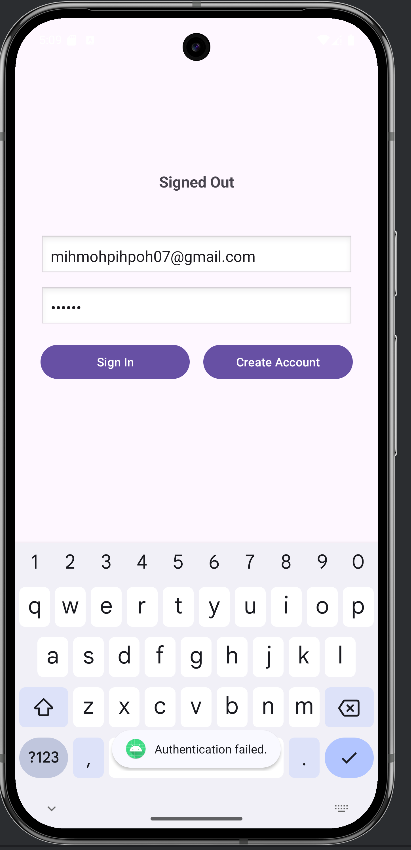 Signed Out
mihmohpihpoh07@gmail.com
••••••
Sign In
Create Account
1 2 3 4 5 6 7 8 9 0
q w e r t y u i o p
a s d f g h j k l
z x c v b n m
?123 , .
Authentication failed.